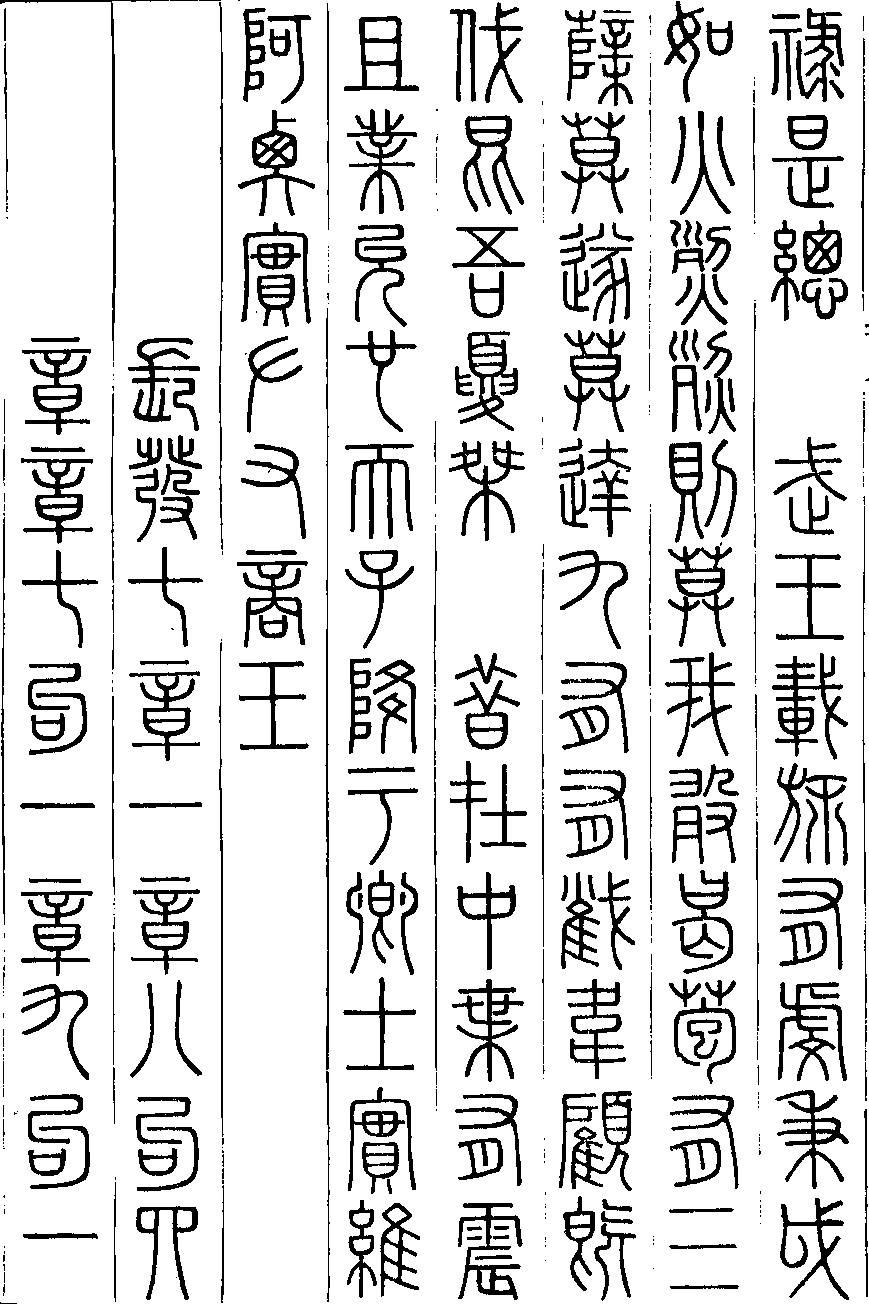 祿是總　武王載旆有虔秉戉
如火烈烈則莫我敢曷苞有三
蘖莫遂莫達九有有截韋顧既
伐昆吾夏桀　昔在中葉有震
且業允也天子降于卿士實維
阿衡實左右商王
長發七章一章八句四
章章七句一章九句一